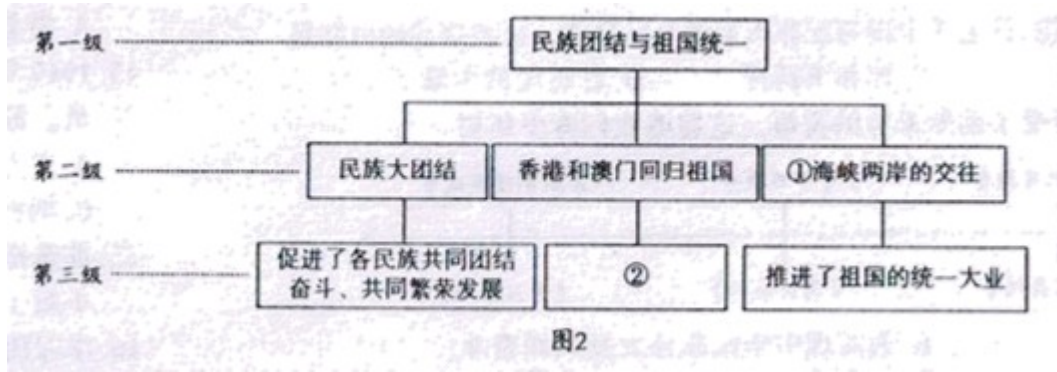 第一级 民族团结与祖国统一
第二级 民族大团结 香港和澳门回归祖国 ①海峡两岸的交往
第三级 促进了各民族共同团结
奋斗、共同繁荣发展 ② 推进了祖国的统一大业
图2